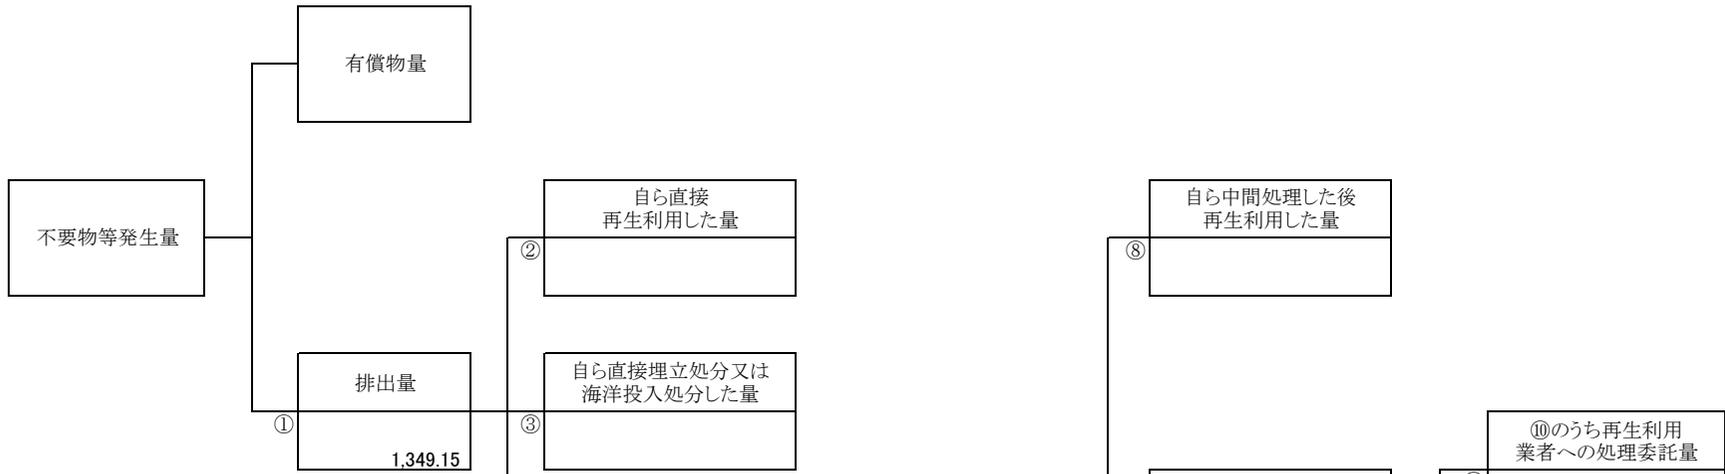 有償物量
不要物等発生量
自ら直接
再生利用した量
②
自ら中間処理した後
再生利用した量
⑧
排出量
①
1,349.15
自ら直接埋立処分又は
海洋投入処分した量
③
⑩のうち再生利用
業者への処理委託量